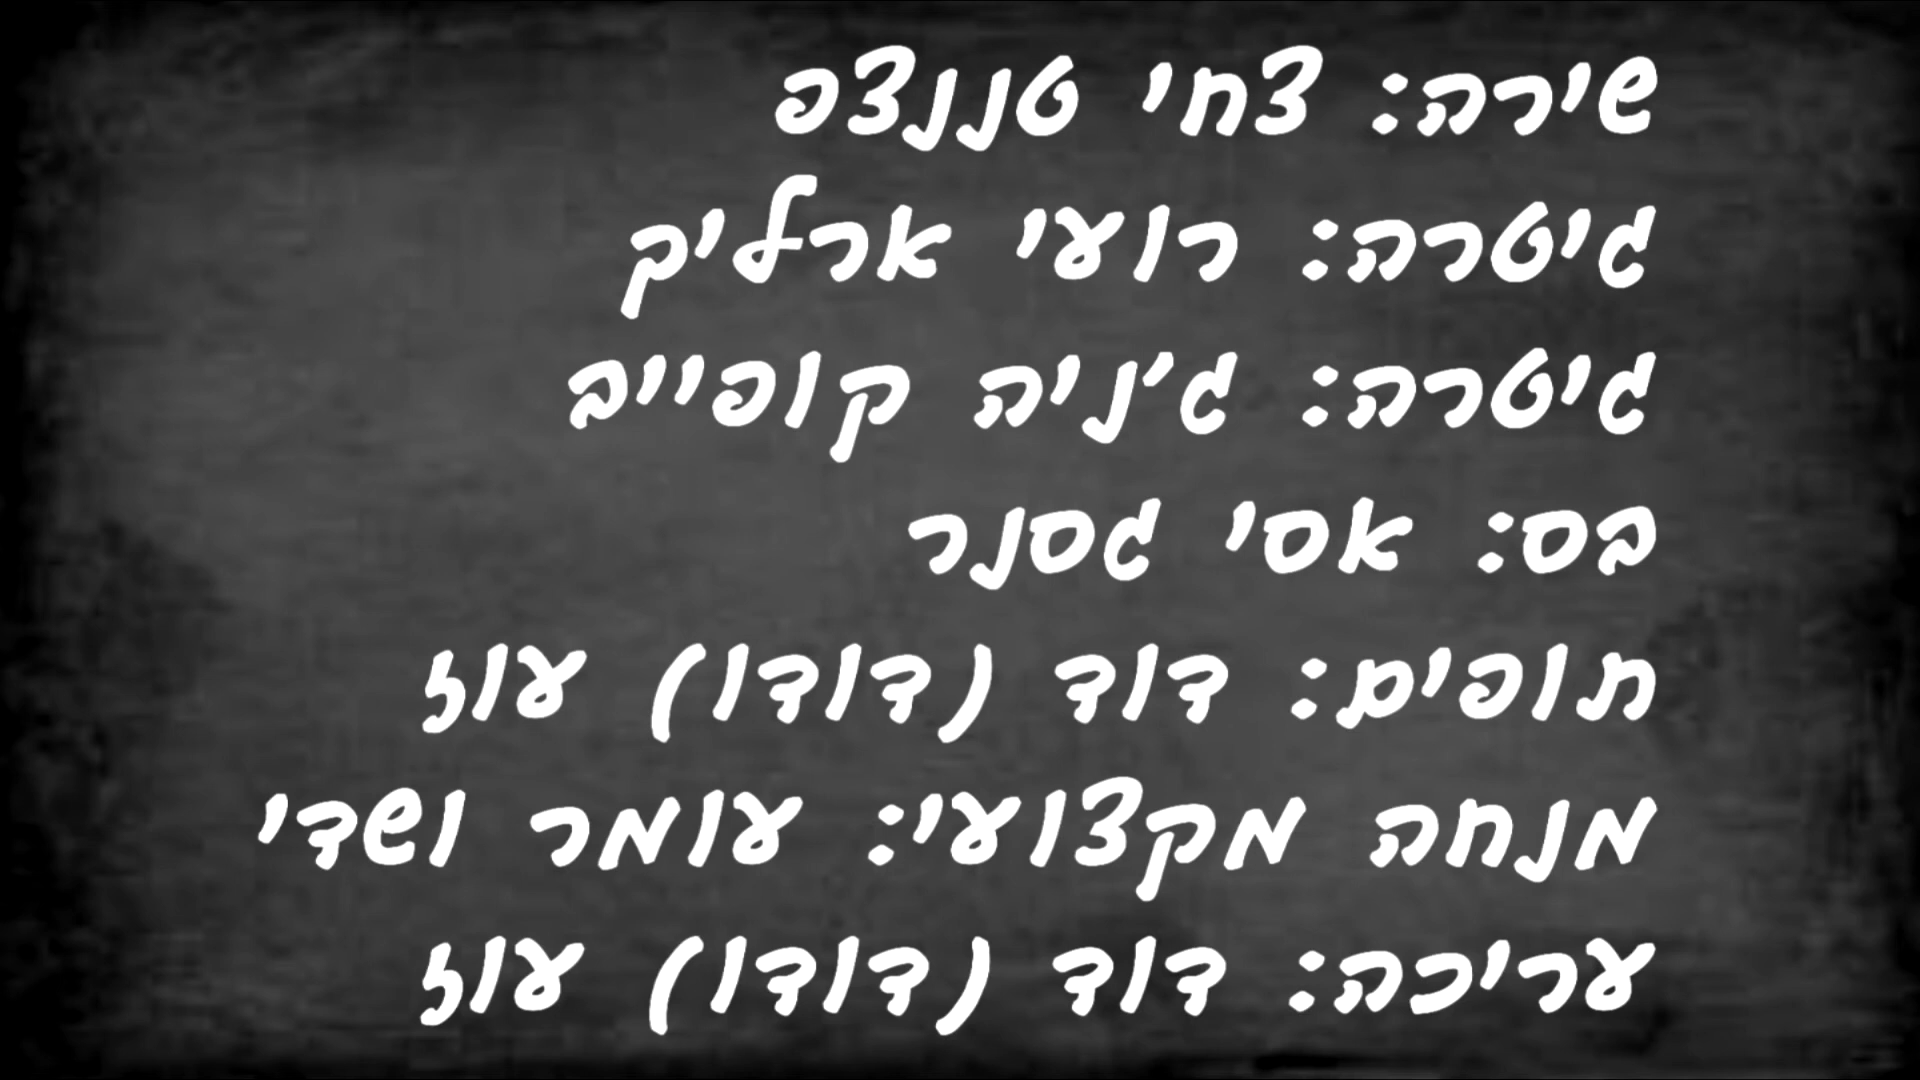 שירה: צחי טננצפ
גיטרה: רועי ארליך
גיטרה: ג'ניה קופייב
בס: אסי גסנר
תופים: דוד (דודו) עוז
מנחה מקצועי: עומר ושדי
עריכה: דוד (דודו) עוז